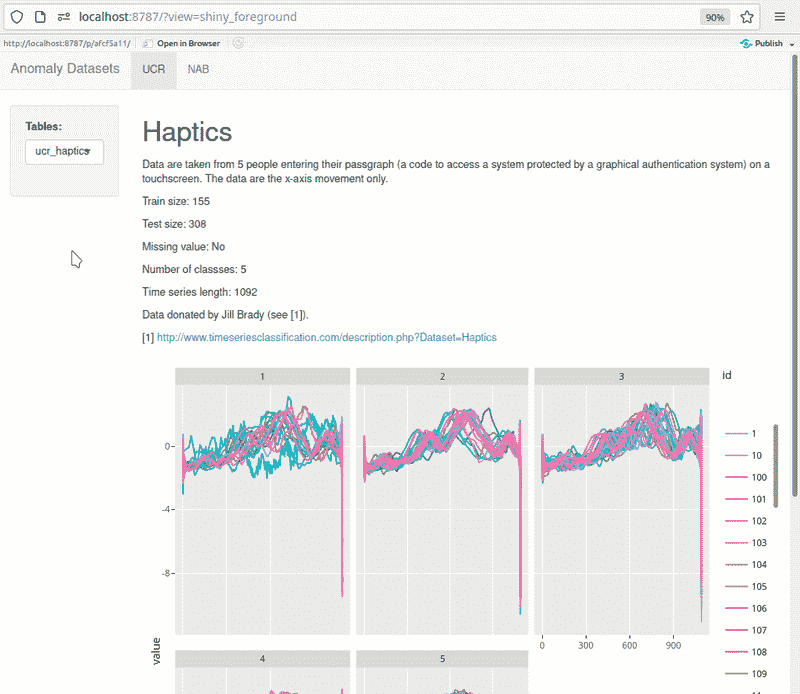 localhost:8787/?view=shiny_foreground
90%
http://localhost:8787/p/afcf5a11/
Open in Browser
Publish
Anomaly Datasets
UCR
NAB
Tables:
ucr_haptics
Haptics
Data are taken from 5 people entering their passgraph (a code to access a system protected by a graphical authentication system) on a
touchscreen. The data are the x-axis movement only.
Train size: 155
Test size: 308
Missing value: No
Number of classses: 5
Time series length: 1092
Data donated by Jill Brady (see [1]).
[1] http://www.timeseriesclassification.com/description.php?Dataset=Haptics
1
2
3
0
-4
-8
0
300
600
900
value
4
5
id
1
10
100
101
102
103
104
105
106
107
108
109